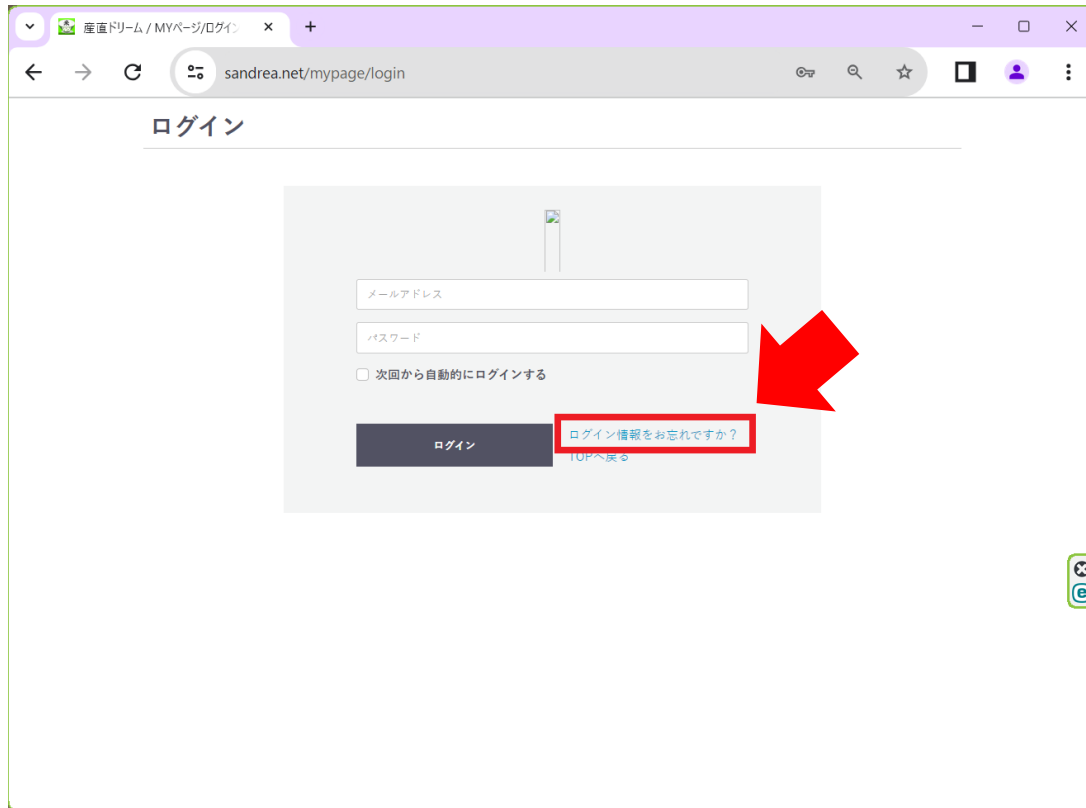 産直ドリーム / MYページ/ログイン
sandrea.net/mypage/login
ログイン
メールアドレス
パスワード
次回から自動的にログインする
ログイン
ログイン情報をお忘れですか？
TOPへ戻る
e